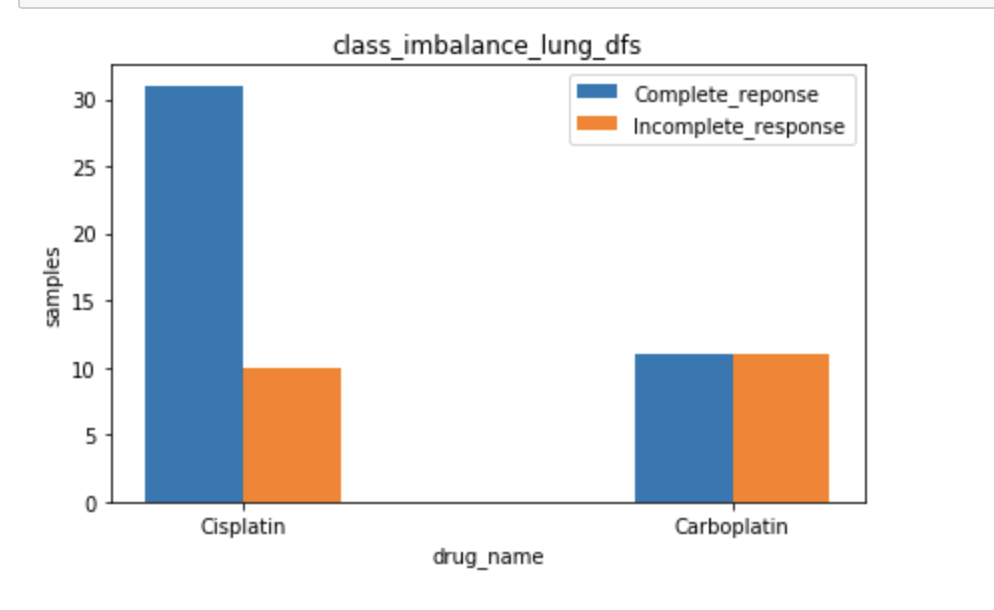 class_imbalance_lung_dfs
Complete_reponse
Incomplete_response
samples
30
25
20
15
10
5
0
Cisplatin
Carboplatin
drug_name